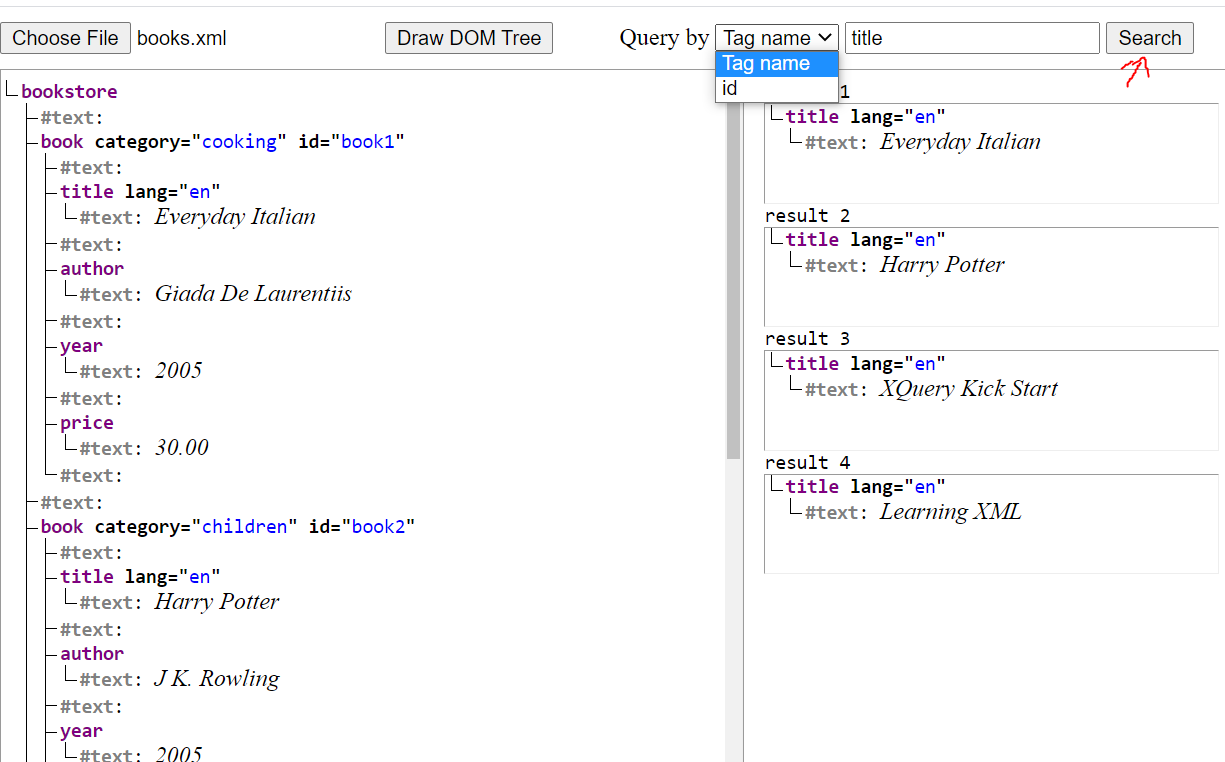 Choose File books.xml Draw DOM Tree Query by Tag name title Search
Tag name
id
bookstore
#text:
book category="cooking" id="book1"
#text:
title lang="en"
#text: Everyday Italian
#text:
author
#text: Giada De Laurentiis
#text:
year
#text: 2005
#text:
price
#text: 30.00
#text:
#text:
book category="children" id="book2"
#text:
title lang="en"
#text: Harry Potter
#text:
author
#text: J K. Rowling
#text:
year
#text: 2005
1
title lang="en"
#text: Everyday Italian
result 2
title lang="en"
#text: Harry Potter
result 3
title lang="en"
#text: XQuery Kick Start
result 4
title lang="en"
#text: Learning XML